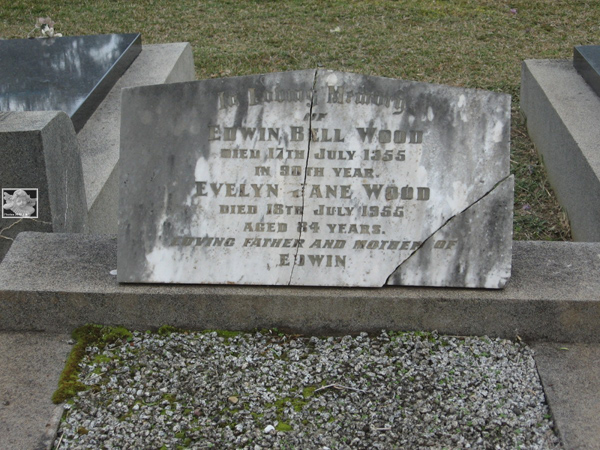 In Loving Memory
OF
EDWIN BELL WOOD
DIED 17TH JULY 1955
IN 90TH YEAR.
EVELYN JANE WOOD
DIED 18TH JULY 1955
AGED 84 YEARS.
LOVING FATHER AND MOTHER OF
EDWIN